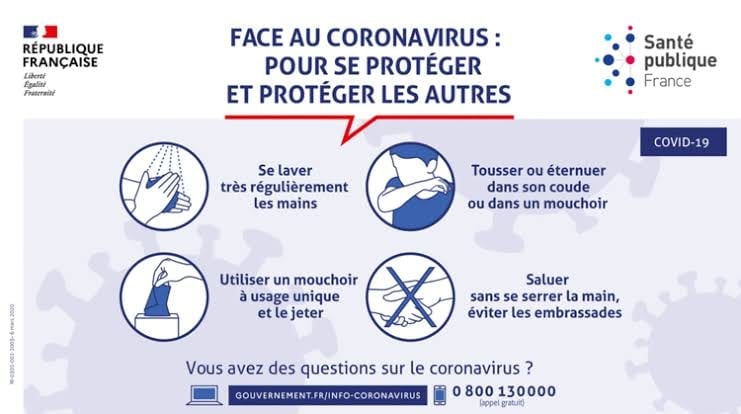 RÉPUBLIQUE
FRANÇAISE
Liberté
Égalité
Fraternité
FACE AU CORONAVIRUS :
POUR SE PROTÉGER
ET PROTÉGER LES AUTRES
Santé
publique
France
COVID-19
Se laver
très régulièrement
les mains
Tousser ou éternuer
dans son coude
ou dans un mouchoir
Utiliser un mouchoir
à usage unique
et le jeter
Saluer
sans se serrer la main,
éviter les embrassades
Vous avez des questions sur le coronavirus ?
GOUVERNEMENT.FR/INFO-CORONAVIRUS
0 800 130000
(appel gratuit)
mars 2020